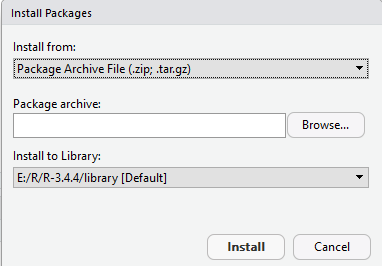 Install Packages
Install from:
Package Archive File (.zip; .tar.gz)
Package archive:
Browse...
Install to Library:
E:/R/R-3.4.4/library [Default]
Install
Cancel